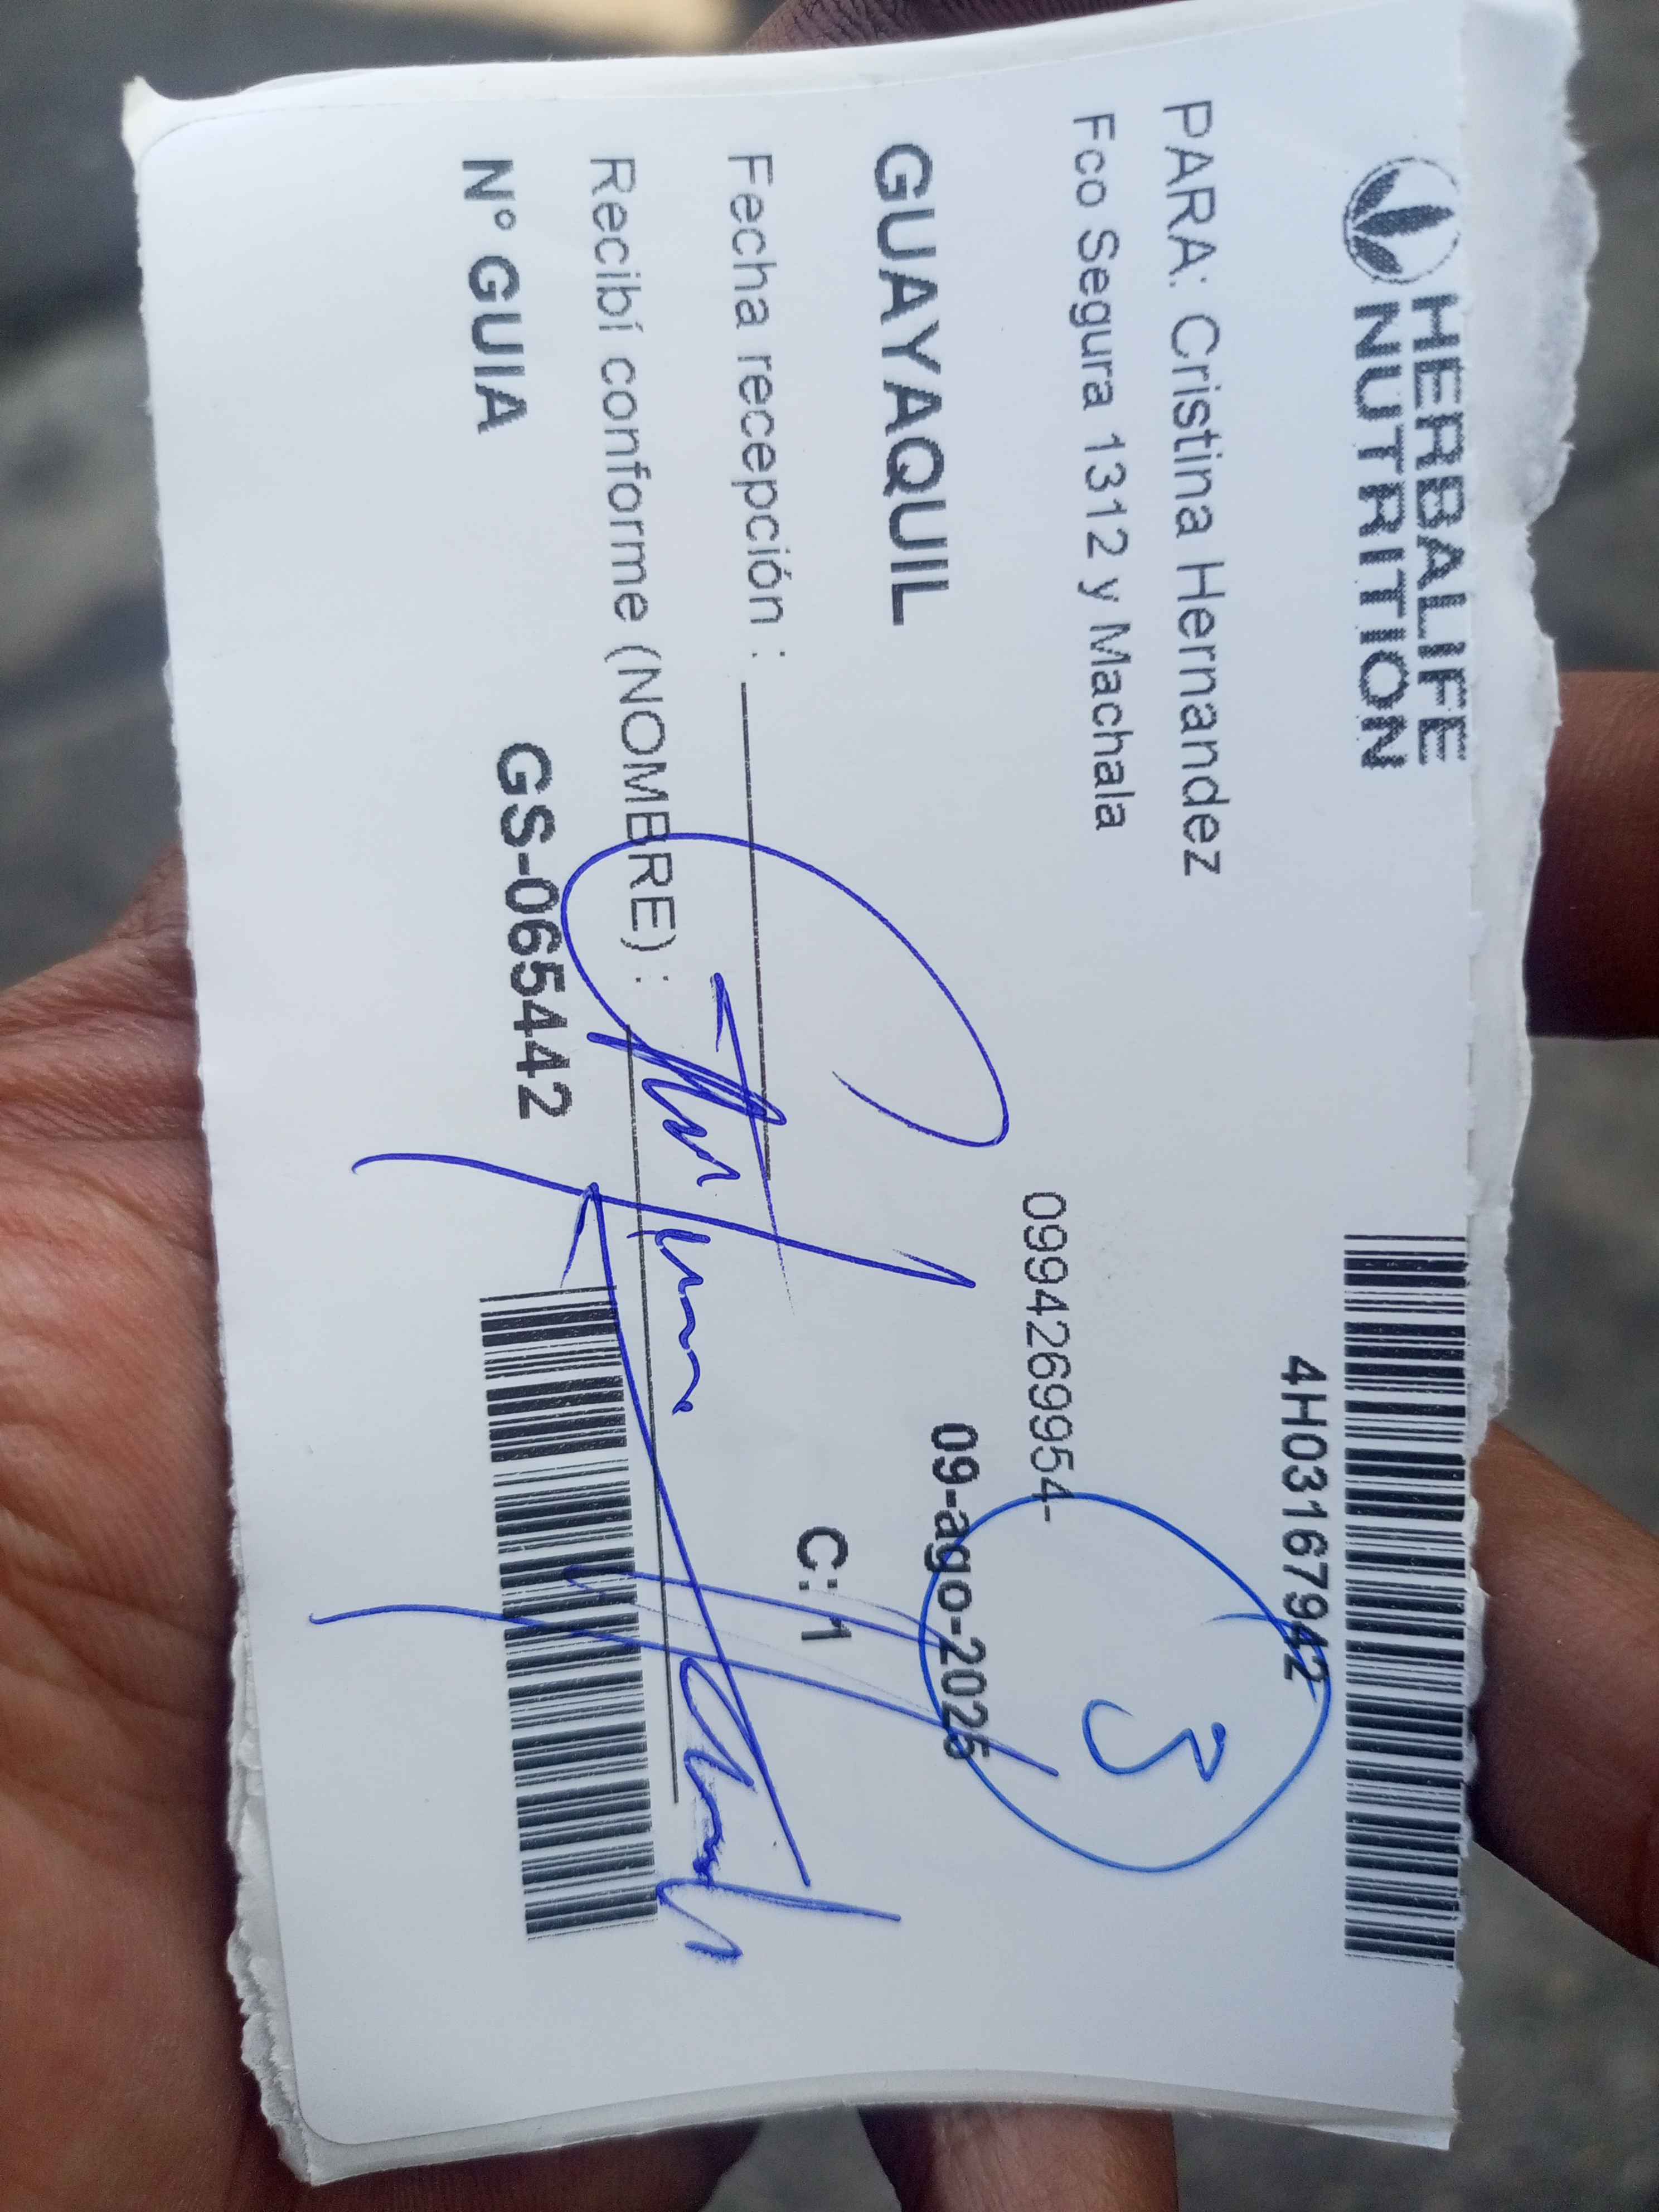 HERBALIFE
NUTRITION
4H03167942
PARA: Cristina Hernandez
3
Fco Segura 1312 y Machala
0994269954-
GUAYAQUIL
09-ago-2025
C: 1
Fecha recepción :
Recibí conforme (NOMBRE) :
N° GUIA
GS-065442